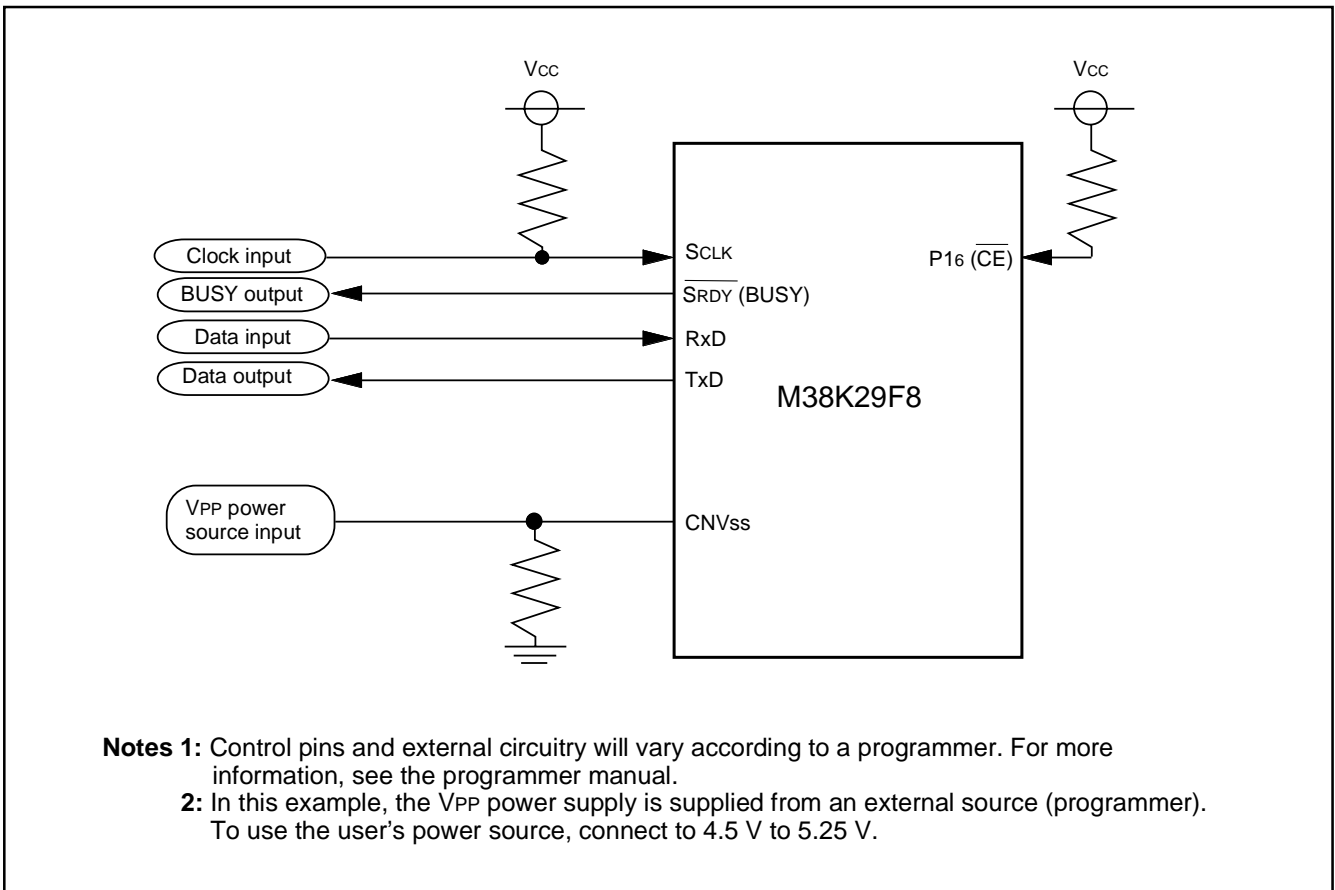 VCC
VCC
Clock input
SCLK
P16 (CE)
BUSY output
SRDY (BUSY)
Data input
RxD
Data output
TxD
M38K29F8
VPP power
source input
CNVss
Notes 1: Control pins and external circuitry will vary according to a programmer. For more
information, see the programmer manual.
2: In this example, the VPP power supply is supplied from an external source (programmer).
To use the user's power source, connect to 4.5 V to 5.25 V.